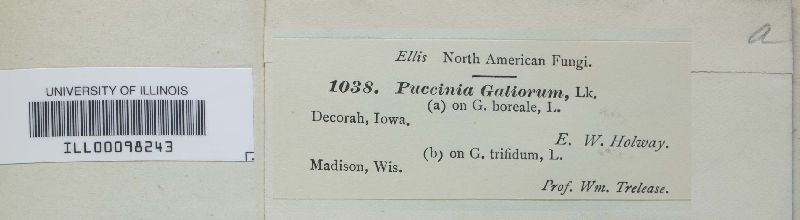 a
Ellis North American Fungi.
1038. Puccinia Galiorum, Lk.
(a) on G. boreale, L.
Decorah, Iowa.
E. W. Holway.
(b) on G. trifidum, L.
Madison, Wis.
Prof. Wm. Trelease.
UNIVERSITY OF ILLINOIS
ILL00098243